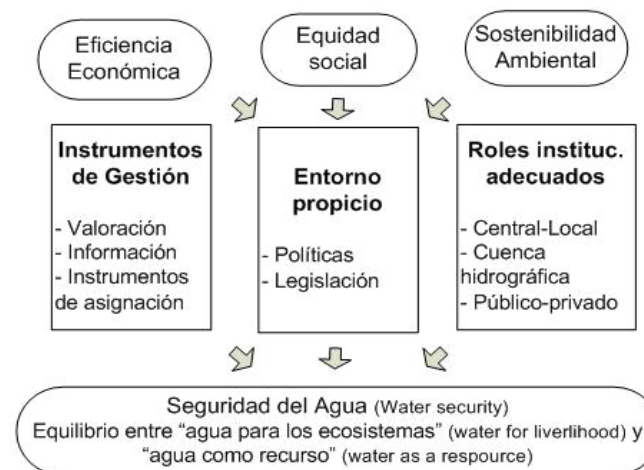 Eficiencia
Económica
Equidad
social
Sostenibilidad
Ambiental
Instrumentos
de Gestión
- Valoración
- Información
- Instrumentos
de asignación
Entorno
propicio
- Políticas
- Legislación
Roles instituc.
adecuados
- Central-Local
- Cuenca
hidrográfica
- Público-privado
Seguridad del Agua (Water security)
Equilibrio entre “agua para los ecosistemas” (water for liverlihood) y
“agua como recurso” (water as a respource)